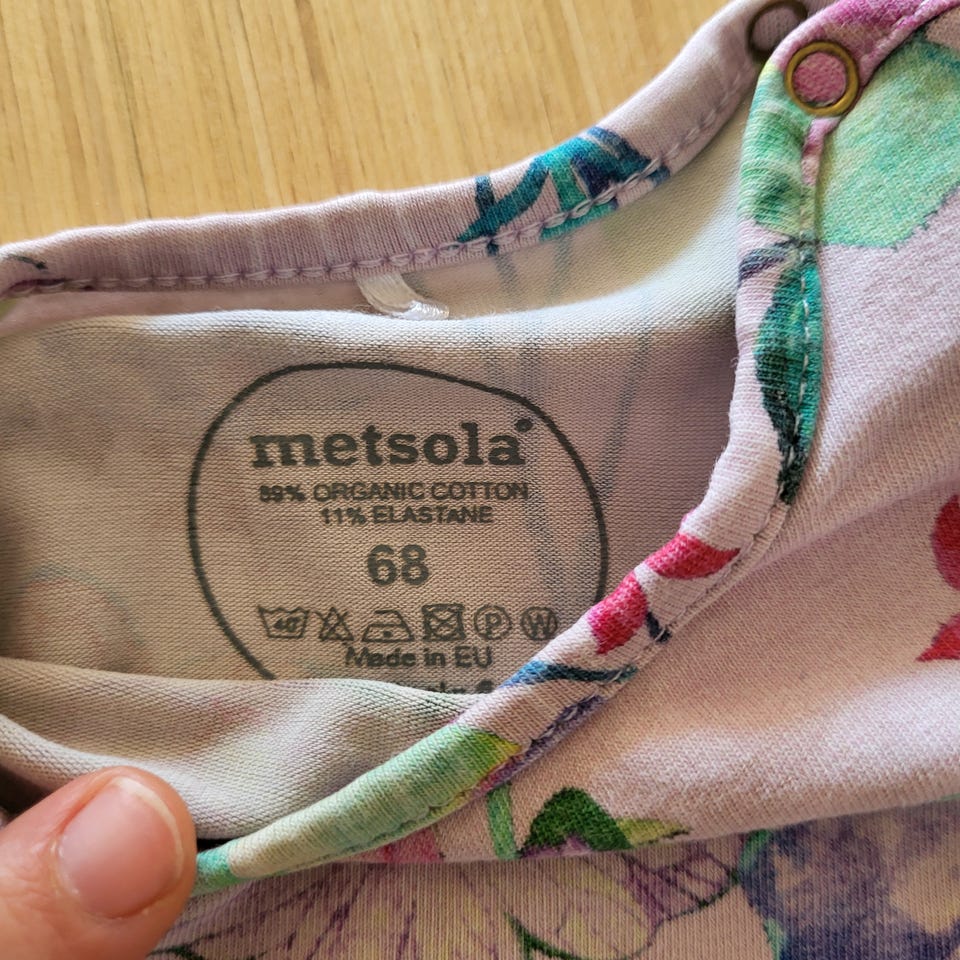 metsola
89% ORGANIC COTTON
11% ELASTANE
68
40 P W
Made in EU